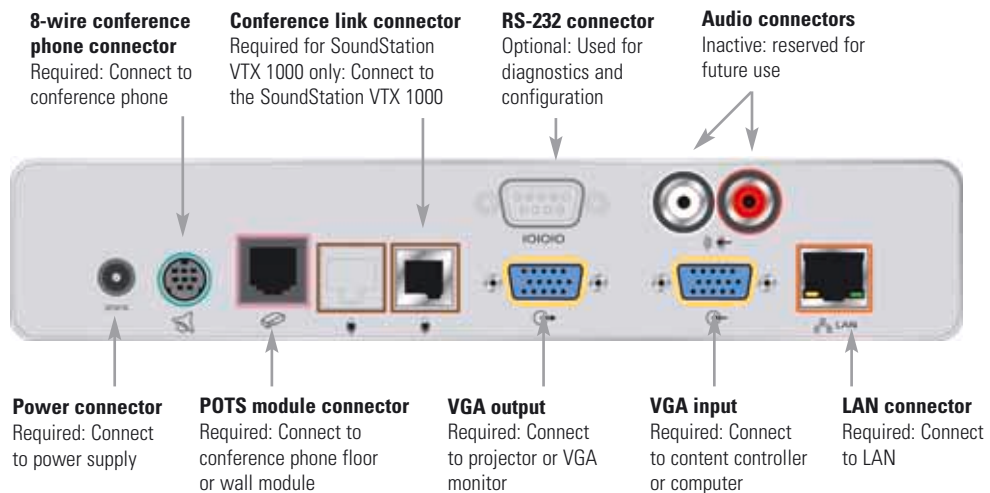 8-wire conference
phone connector
Required: Connect to
conference phone
Conference link connector
Required for SoundStation
VTX 1000 only: Connect to
the SoundStation VTX 1000
RS-232 connector
Optional: Used for
diagnostics and
configuration
Audio connectors
Inactive: reserved for
future use
IOIOIO
LAN
Power connector
Required: Connect
to power supply
POTS module connector
Required: Connect to
conference phone floor
or wall module
VGA output
Required: Connect
to projector or VGA
monitor
VGA input
Required: Connect
to content controller
or computer
LAN connector
Required: Connect
to LAN